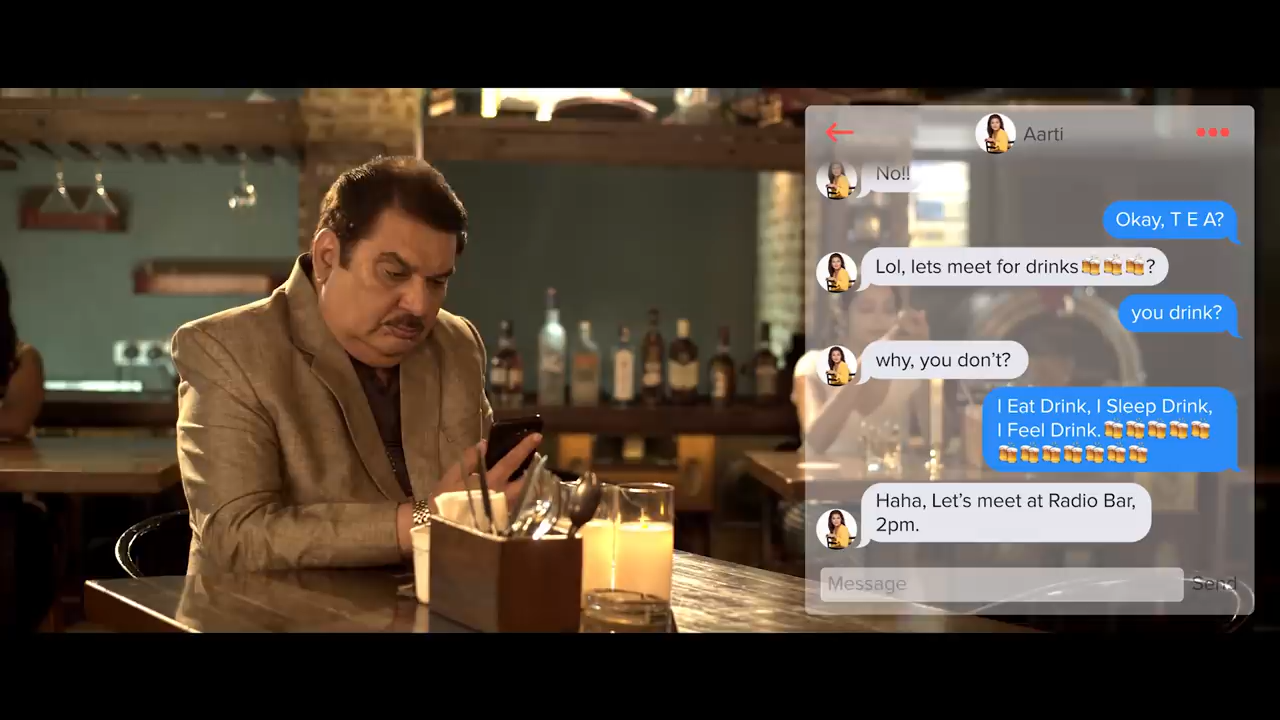 Aarti
No!!
Okay, T E A?
Lol, lets meet for drinks🍻🍻🍻?
you drink?
why, you don't?
I Eat Drink, I Sleep Drink,
I Feel Drink.🍻🍻🍻🍻🍻
🍻🍻🍻🍻🍻🍻🍻
Haha, Let's meet at Radio Bar,
2pm.
Message
Send